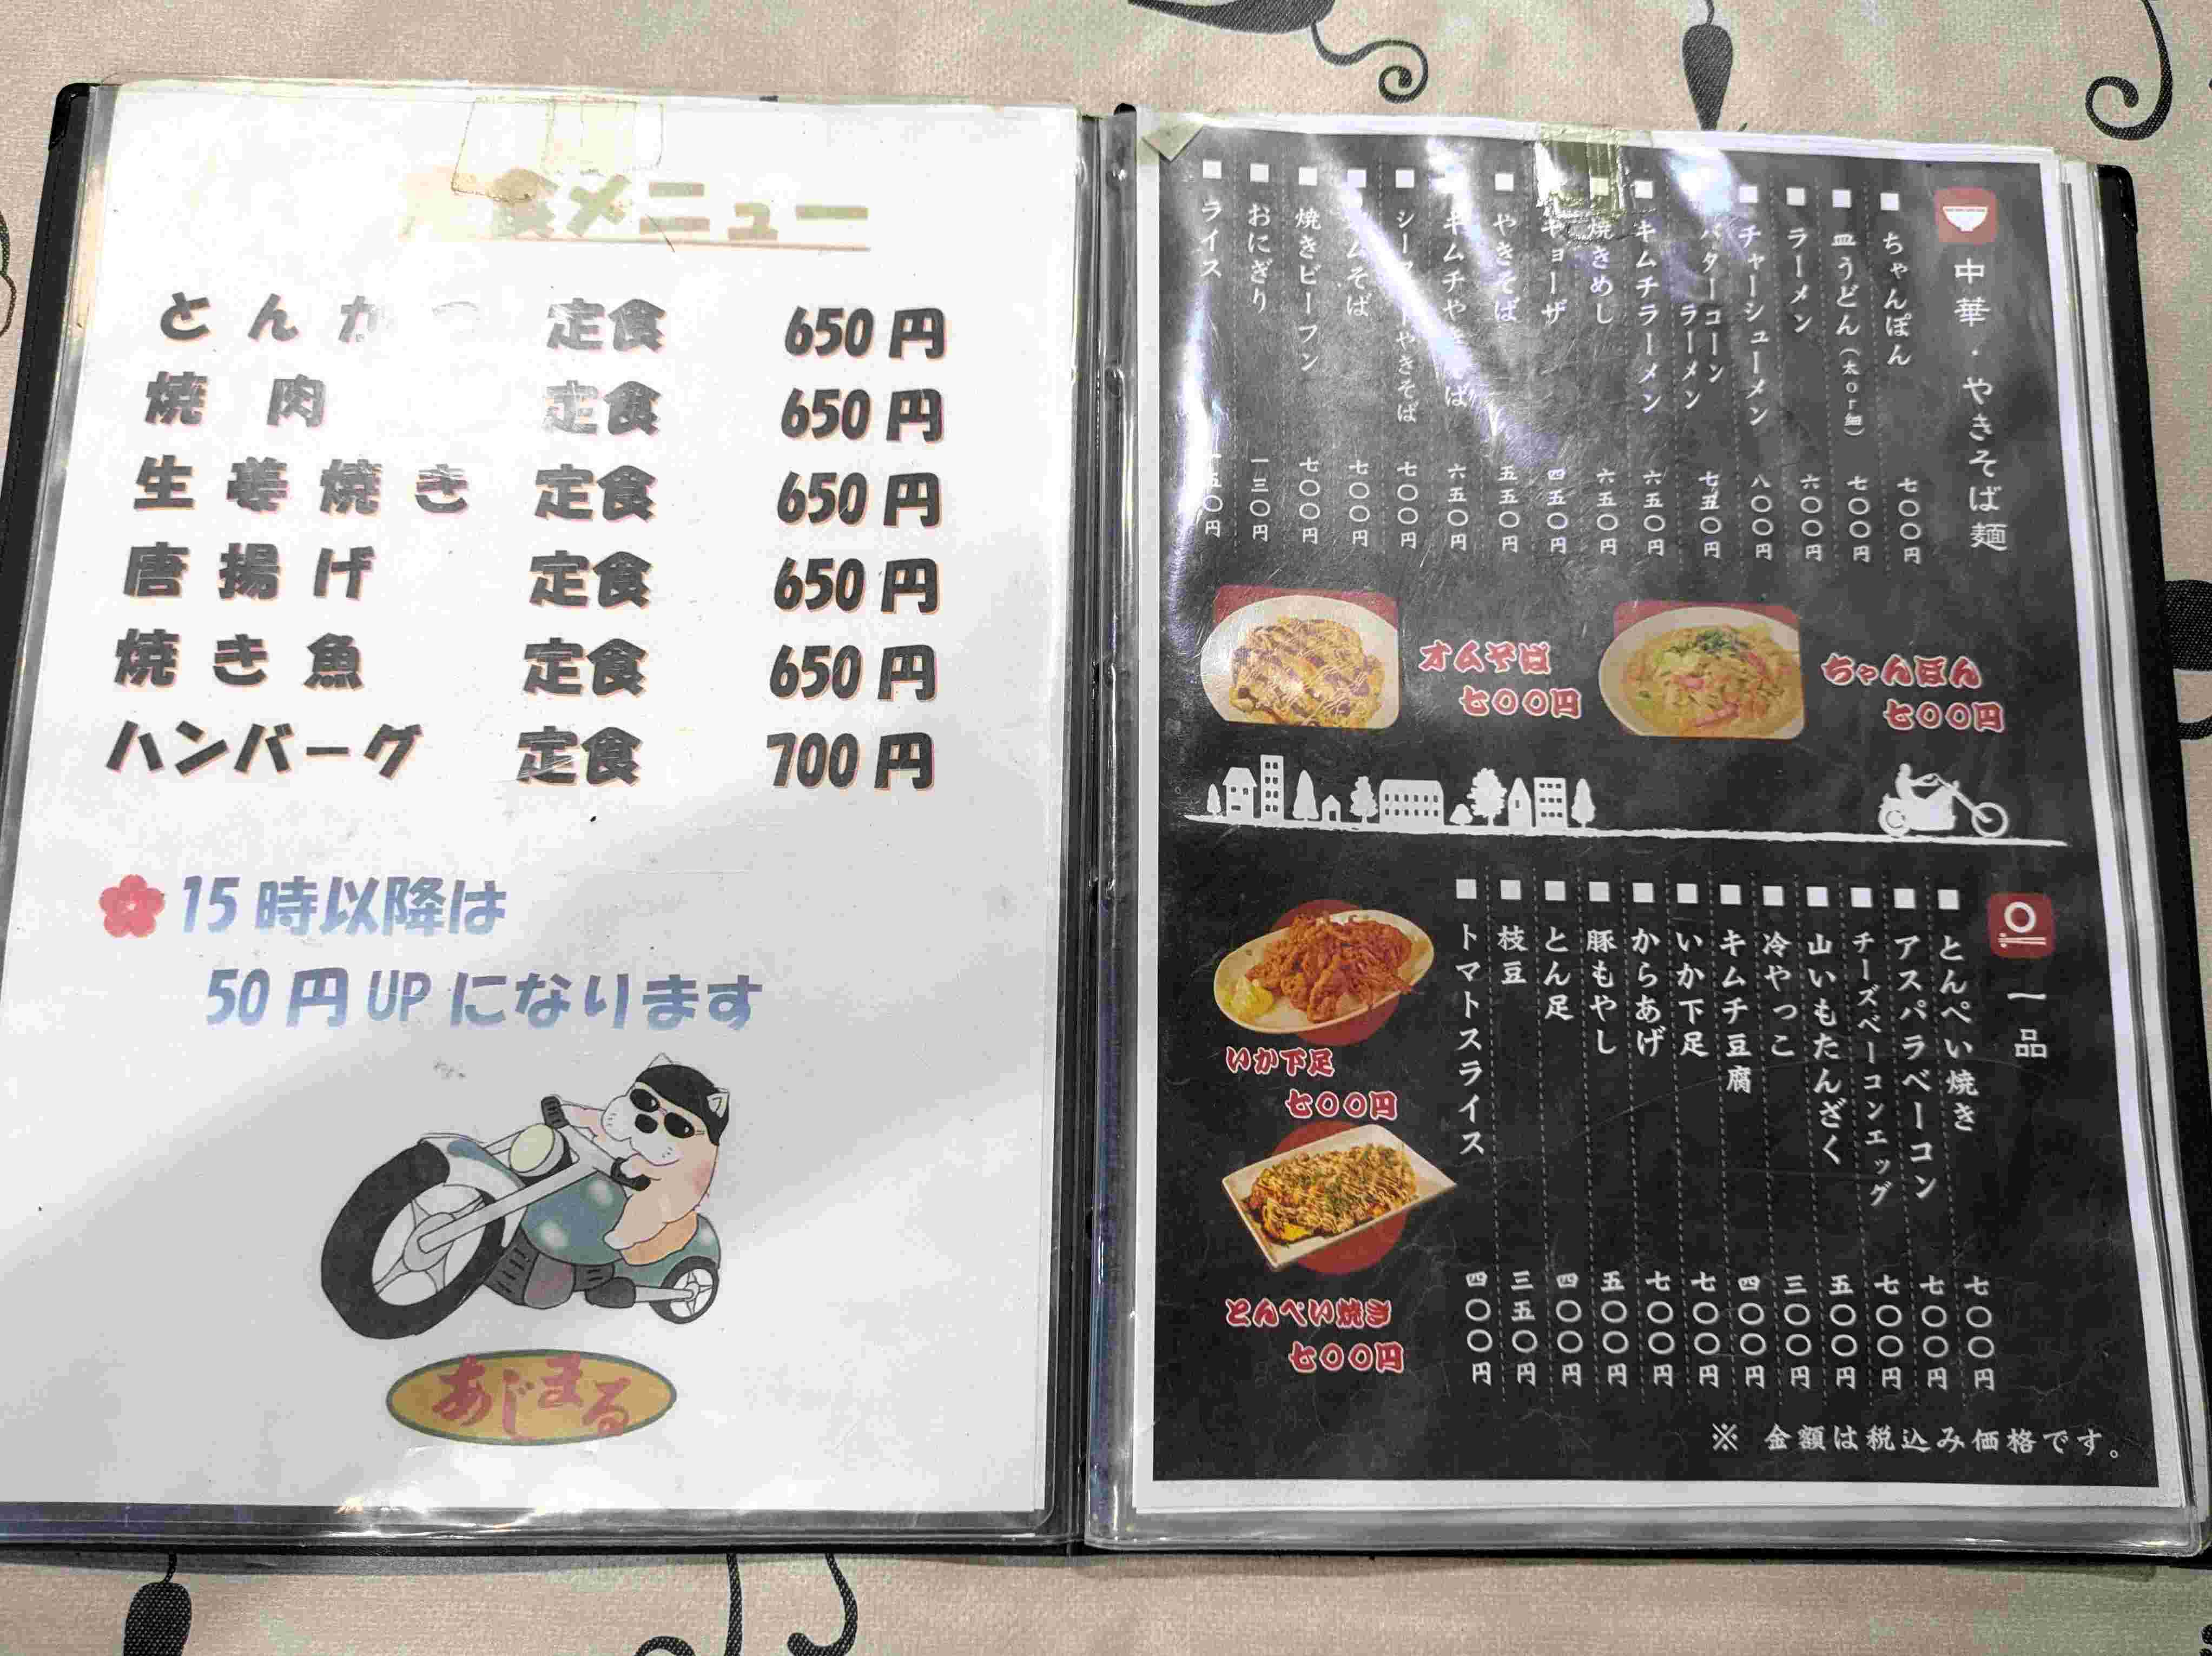 食メニュー
とんかつ 定食 650円
焼肉 定食 650円
生姜焼き 定食 650円
唐揚げ 定食 650円
焼き魚 定食 650円
ハンバーグ 定食 700円
15時以降は
50円UPになります
あじまる
中華・やきそば麺
■ちゃんぽん 七〇〇円
■皿うどん(太or細) 七〇〇円
■ラーメン 六〇〇円
■チャーシューメン 八〇〇円
■バターコーンラーメン 七五〇円
■キムチラーメン 六五〇円
■焼きめし 六五〇円
ギョーザ 四五〇円
■やきそば 五五〇円
キムチやきそば 六五〇円
■シーフードやきそば 七〇〇円
■オムそば 七〇〇円
■焼きビーフン 七〇〇円
■おにぎり 一三〇円
■ライス 一五〇円
オムそば
七〇〇円
ちゃんぽん
七〇〇円
一品
■とんぺい焼き 七〇〇円
■アスパラベーコン 七〇〇円
■チーズベーコンエッグ 七〇〇円
■山いもたんざく 五〇〇円
■冷やっこ 三〇〇円
■キムチ豆腐 四〇〇円
■いか下足 七〇〇円
■からあげ 七〇〇円
■豚もやし 五〇〇円
■とん足 四〇〇円
■枝豆 三五〇円
■トマトスライス 四〇〇円
いか下足
七〇〇円
とんぺい焼き
七〇〇円
※ 金額は税込み価格です。